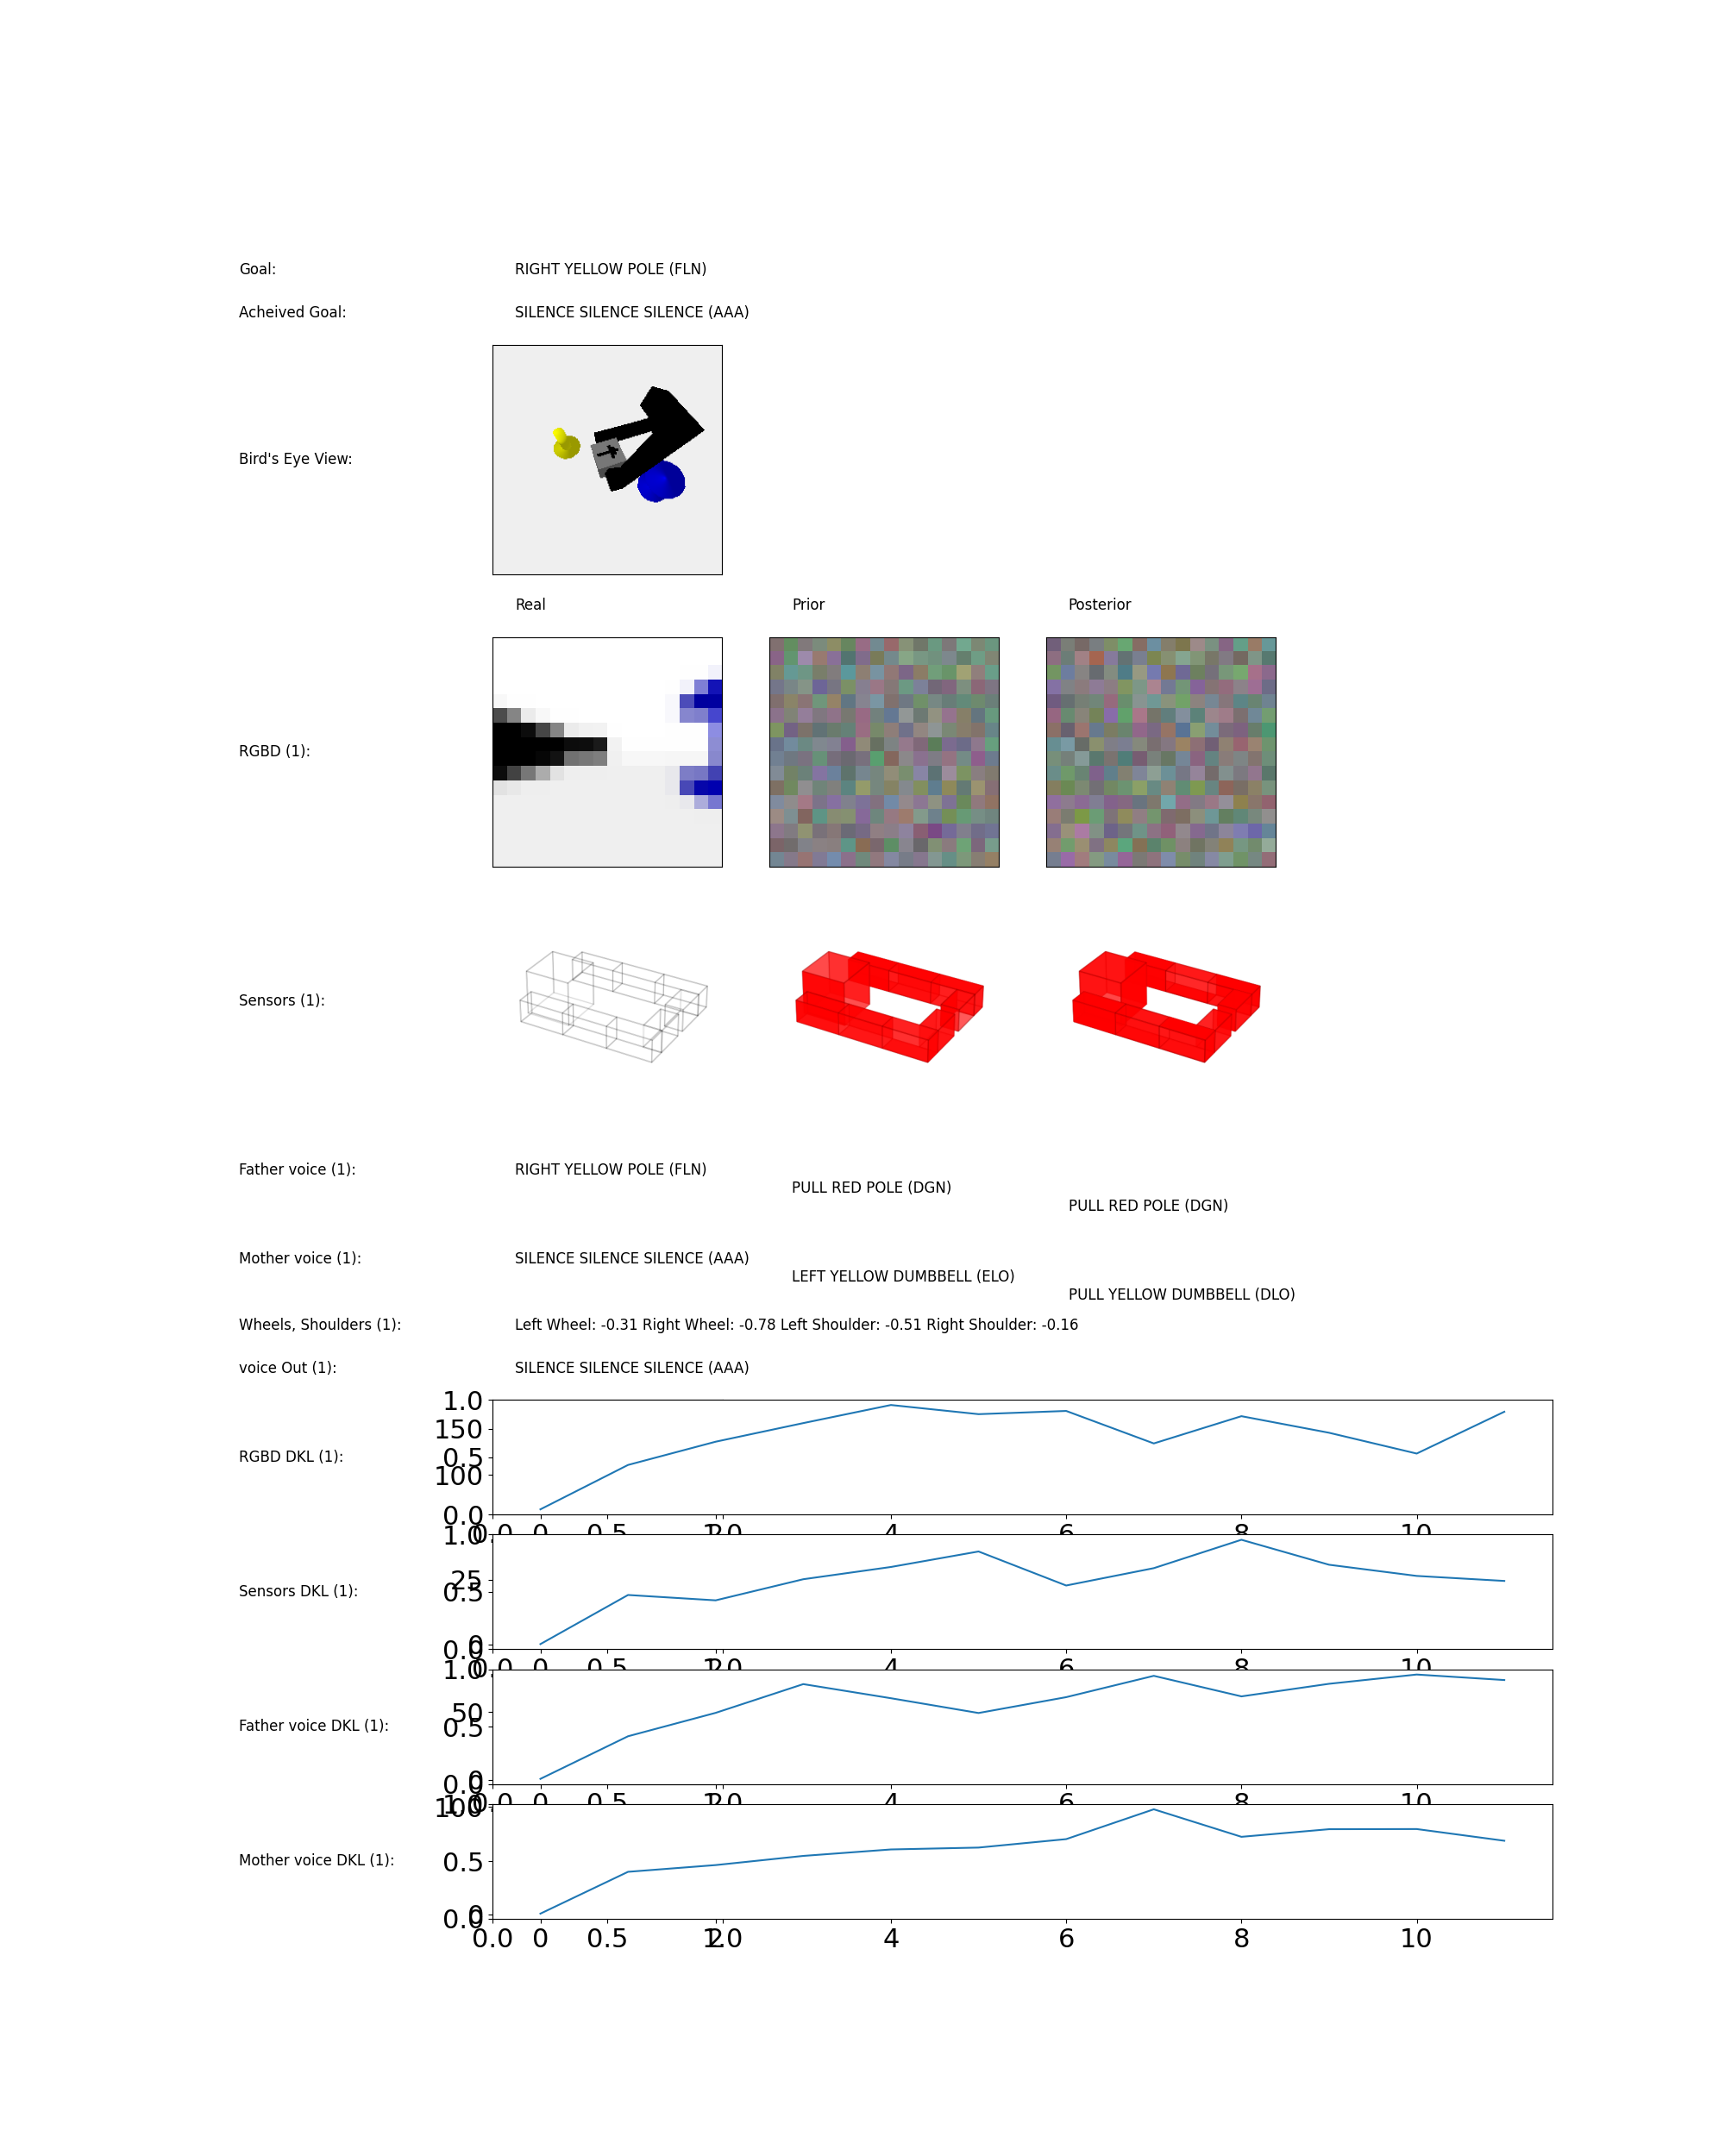 Goal: RIGHT YELLOW POLE (FLN)
Acheived Goal: SILENCE SILENCE SILENCE (AAA)
Bird's Eye View:
Real Prior Posterior
RGBD (1):
Sensors (1):
Father voice (1): RIGHT YELLOW POLE (FLN)
PULL RED POLE (DGN)
PULL RED POLE (DGN)
Mother voice (1): SILENCE SILENCE SILENCE (AAA)
LEFT YELLOW DUMBBELL (ELO)
PULL YELLOW DUMBBELL (DLO)
Wheels, Shoulders (1): Left Wheel: -0.31 Right Wheel: -0.78 Left Shoulder: -0.51 Right Shoulder: -0.16
voice Out (1): SILENCE SILENCE SILENCE (AAA)
1.0
150
RGBD DKL (1): 0.5
100
0.0
0.0 0 0.5 1.0 2 4 6 8 10
1.0
25
Sensors DKL (1): 0.5
0
0.0
0.0 0 0.5 1.0 2 4 6 8 10
1.0
50
Father voice DKL (1): 0.5
0
0.0
0.0 0 0.5 1.0 2 4 6 8 10
1.0
100
Mother voice DKL (1): 0.5
0
0.0
0.0 0 0.5 1.0 2 4 6 8 10